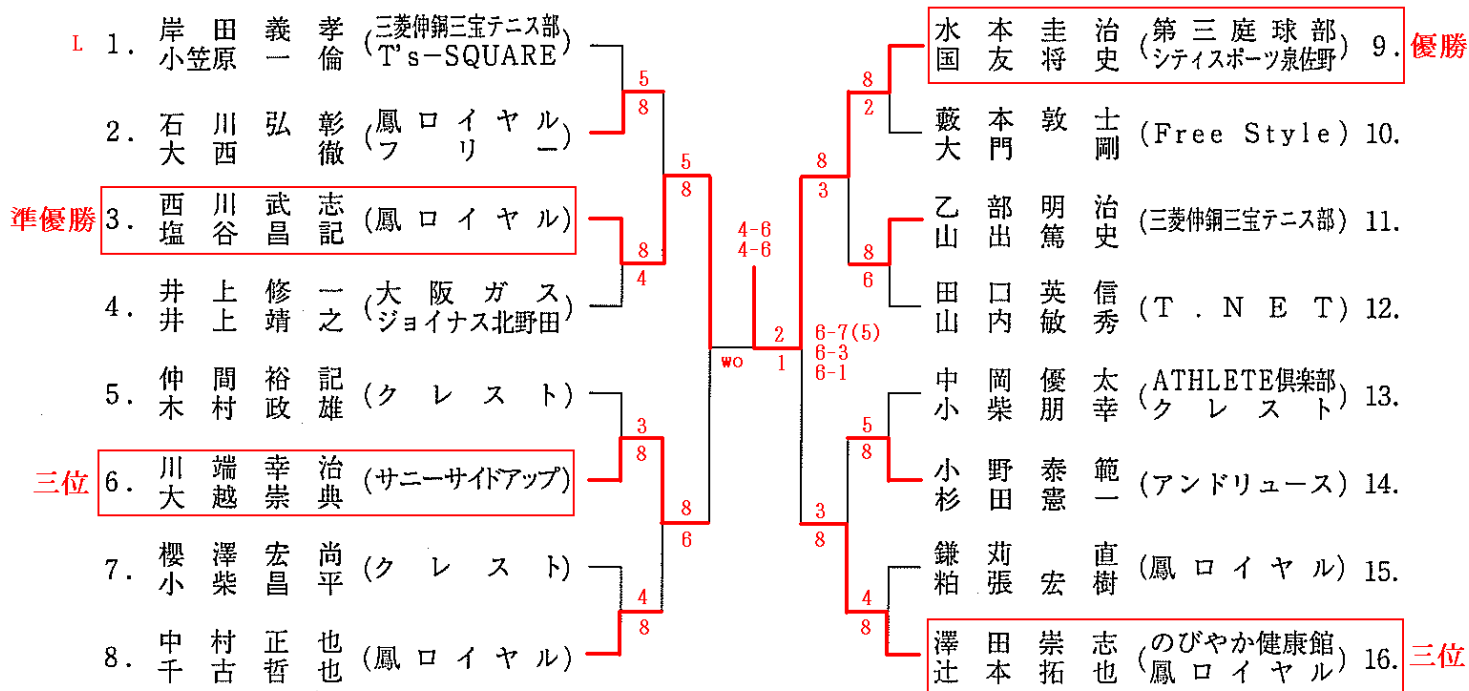 L 1. 岸田義孝 (三菱伸銅三宝テニス部)
小笠原一倫 (T's-SQUARE)
2. 石川弘彰 (鳳ロイヤル)
大西徹 (フリー)
準優勝 3. 西川武志 (鳳ロイヤル)
塩谷昌記
4. 井上修一 (大阪ガス)
井上靖之 (ジョイナス北野田)
5. 仲間裕記 (クレスト)
木村政雄
三位 6. 川端幸治 (サニーサイドアップ)
大越崇典
7. 櫻澤宏尚 (クレスト)
小柴昌平
8. 中村正也 (鳳ロイヤル)
千古哲也
5
8
8
4
3
8
4
8
5
8
8
6
wo
4-6
4-6
2
1
6-7(5)
6-3
6-1
8
3
3
8
8
2
8
6
5
8
4
8
水本圭治 (第三庭球部) 9. 優勝
国友将史 (シティスポーツ泉佐野)
藪本敦士 (Free Style) 10.
大門剛
乙部明治 (三菱伸銅三宝テニス部) 11.
山出篤史
田口英信 (T.NET) 12.
山内敏秀
中岡優太 (ATHLETE倶楽部) 13.
小柴朋幸 (クレスト)
小野泰範 (アンドリュース) 14.
杉田憲一
鎌苅直 (鳳ロイヤル) 15.
粕張宏樹
澤田崇志 (のびやか健康館) 16. 三位
辻本拓也 (鳳ロイヤル)